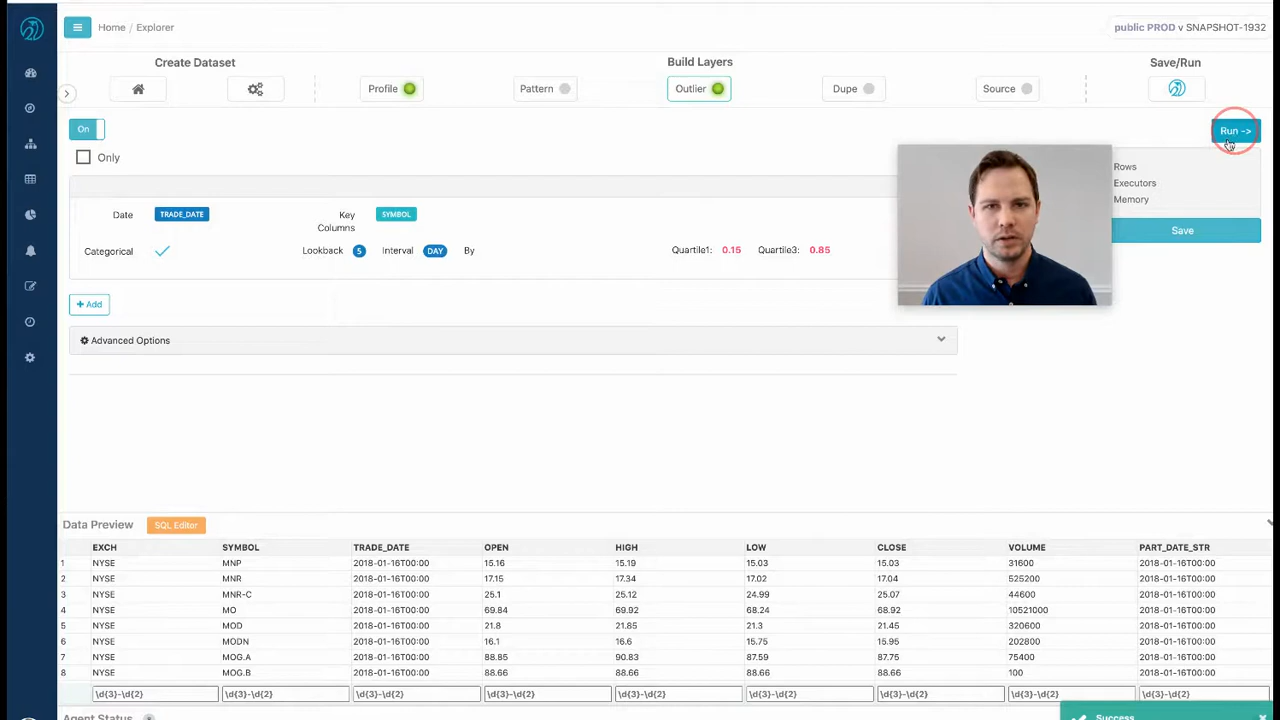 Home / Explorer
public PROD v SNAPSHOT-1932
Create Dataset
Build Layers
Save/Run
Profile
Pattern
Outlier
Dupe
Source
On
Run ->
Only
Rows
Executors
Memory
Save
Date TRADE_DATE Key Columns SYMBOL
Categorical Lookback 5 Interval DAY By Quartile1: 0.15 Quartile3: 0.85
+ Add
Advanced Options
Data Preview SQL Editor
EXCH SYMBOL TRADE_DATE OPEN HIGH LOW CLOSE VOLUME PART_DATE_STR
1 NYSE MNP 2018-01-16T00:00 15.16 15.19 15.03 15.03 31600 2018-01-16T00:00
2 NYSE MNR 2018-01-16T00:00 17.15 17.34 17.02 17.04 525200 2018-01-16T00:00
3 NYSE MNR-C 2018-01-16T00:00 25.1 25.12 24.99 25.07 44600 2018-01-16T00:00
4 NYSE MO 2018-01-16T00:00 69.84 69.92 68.24 68.92 10521000 2018-01-16T00:00
5 NYSE MOD 2018-01-16T00:00 21.8 21.85 21.3 21.45 320600 2018-01-16T00:00
6 NYSE MODN 2018-01-16T00:00 16.1 16.6 15.75 15.95 202800 2018-01-16T00:00
7 NYSE MOG.A 2018-01-16T00:00 88.85 90.83 87.59 87.75 75400 2018-01-16T00:00
8 NYSE MOG.B 2018-01-16T00:00 88.66 88.66 88.66 88.66 100 2018-01-16T00:00
\d{3}-\d{2} \d{3}-\d{2} \d{3}-\d{2} \d{3}-\d{2} \d{3}-\d{2} \d{3}-\d{2} \d{3}-\d{2} \d{3}-\d{2} \d{3}-\d{2}
Agent Status
Success